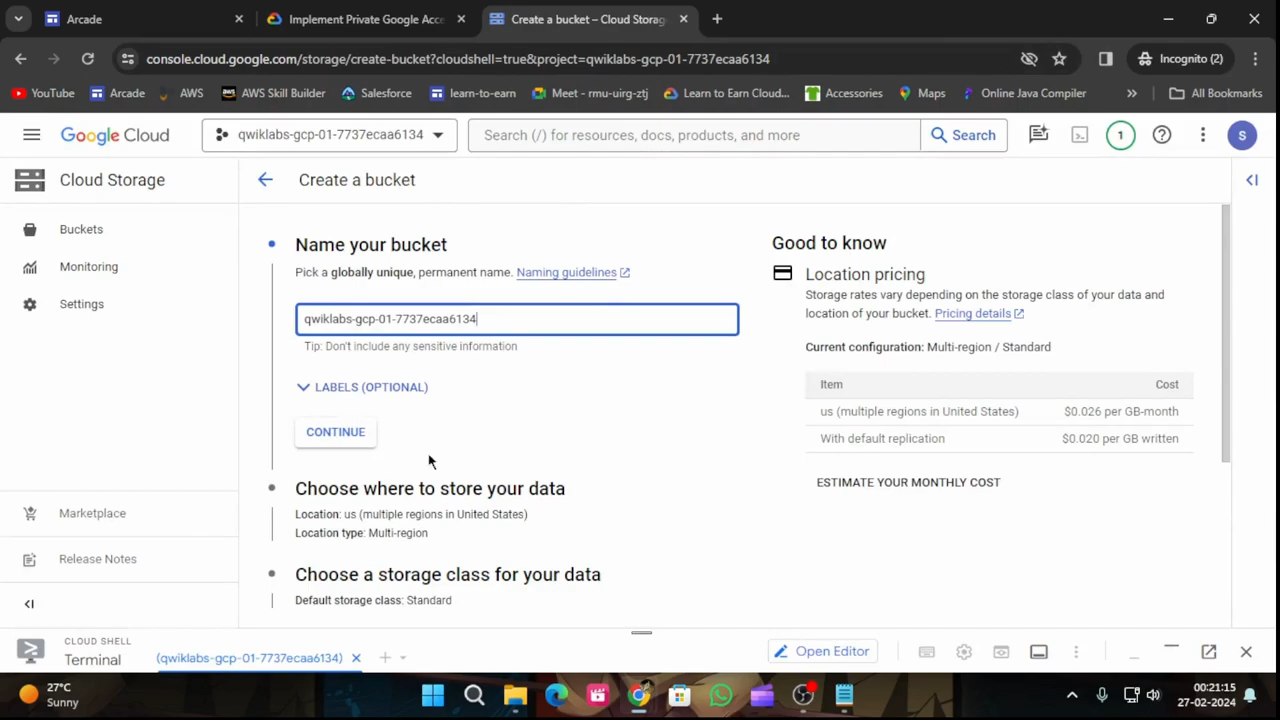 Arcade
Implement Private Google Acce
Create a bucket – Cloud Storag
console.cloud.google.com/storage/create-bucket?cloudshell=true&project=qwiklabs-gcp-01-7737ecaa6134
Incognito (2)
YouTube
Arcade
AWS
AWS Skill Builder
Salesforce
learn-to-earn
Meet - rmu-uirg-ztj
Learn to Earn Cloud...
Accessories
Maps
Online Java Compiler
All Bookmarks
Google Cloud
qwiklabs-gcp-01-7737ecaa6134
Search (/) for resources, docs, products, and more
Search
1
S
Cloud Storage
Create a bucket
Buckets
Monitoring
Settings
Marketplace
Release Notes
Name your bucket
Pick a globally unique, permanent name. Naming guidelines
qwiklabs-gcp-01-7737ecaa6134
Tip: Don't include any sensitive information
LABELS (OPTIONAL)
CONTINUE
Choose where to store your data
Location: us (multiple regions in United States)
Location type: Multi-region
Choose a storage class for your data
Default storage class: Standard
Good to know
Location pricing
Storage rates vary depending on the storage class of your data and
location of your bucket. Pricing details
Current configuration: Multi-region / Standard
Item Cost
us (multiple regions in United States) $0.026 per GB-month
With default replication $0.020 per GB written
ESTIMATE YOUR MONTHLY COST
CLOUD SHELL
Terminal
(qwiklabs-gcp-01-7737ecaa6134)
Open Editor
27°C
Sunny
00:21:15
27-02-2024